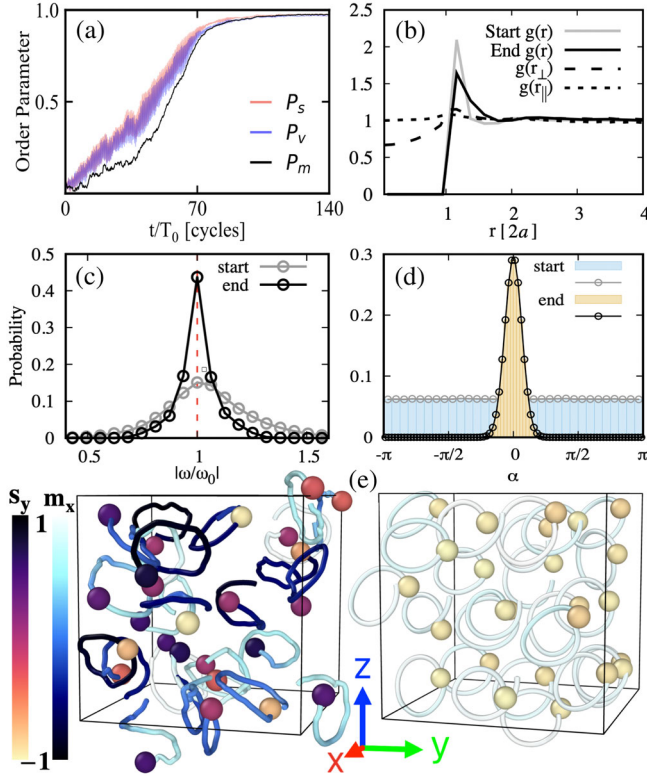 (a)
Order Parameter
1.0
0.5
P_s
P_v
P_m
0
70
140
t/T_0 [cycles]
(b)
Start g(r)
End g(r)
g(r_⊥)
g(r_∥)
2.5
2
1.5
1
0.5
0
1
2
3
4
r [2a]
(c)
start
end
Probability
0.5
0.4
0.3
0.2
0.1
0
0.5
1
1.5
|ω/ω_0|
(d)
start
end
0.3
0.2
0.1
0
-π
-π/2
0
π/2
π
α
(e)
s_y
m_x
1
-1
z
y
x